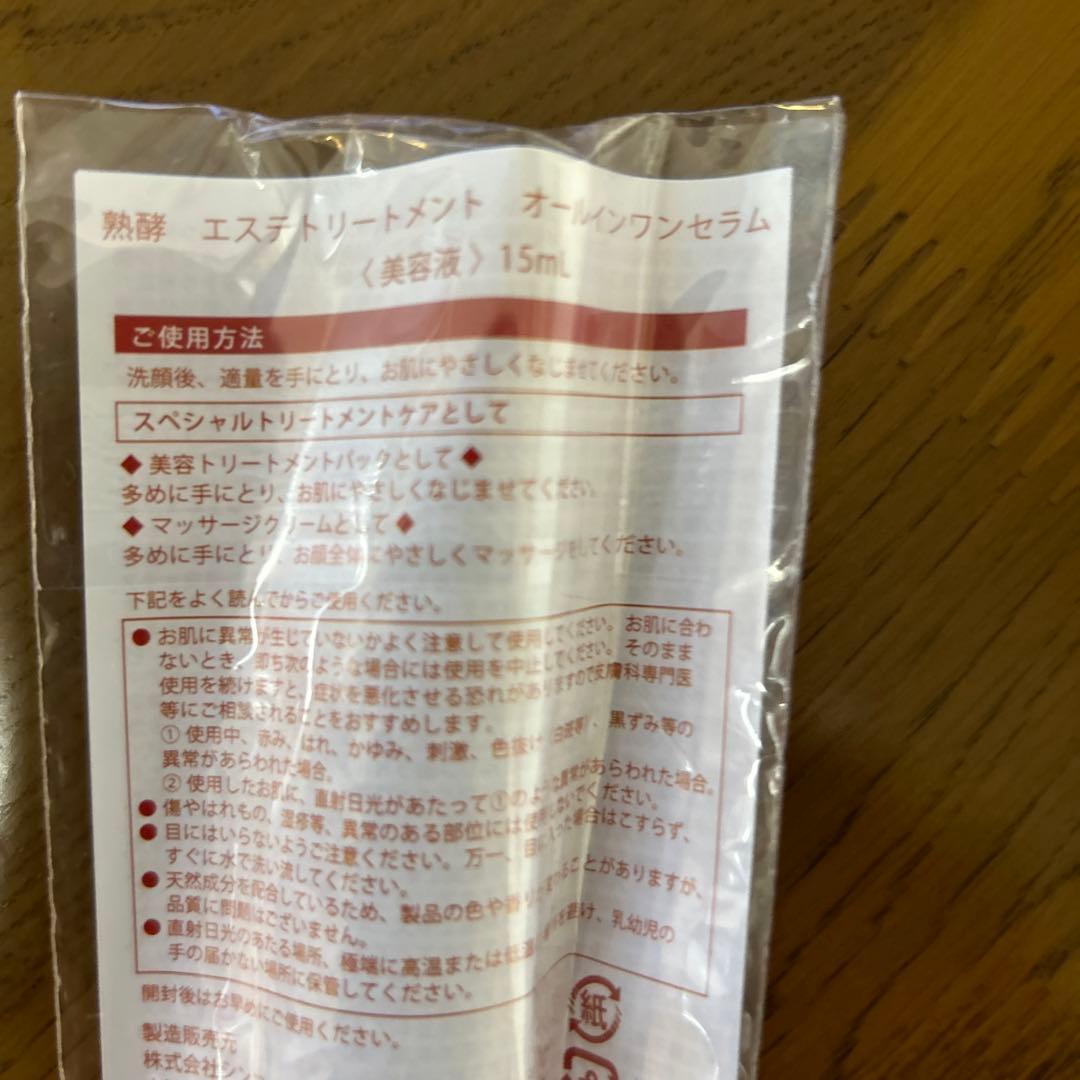 熟酵 エステトリートメント オールインワンセラム
〈美容液〉15mL
ご使用方法
洗顔後、適量を手にとり、お肌にやさしくなじませてください。
スペシャルトリートメントケアとして
◆美容トリートメントパックとして◆
多めに手にとり、お肌にやさしくなじませてください。
◆マッサージクリームとして◆
多めに手にとり、お顔全体にやさしくマッサージをしてください。
下記をよく読んでからご使用ください。
●お肌に異常が生じていないかよく注意して使用してください。お肌に合わ
ないとき、即ち次のような場合には使用を中止してください。そのまま
使用を続けますと、症状を悪化させる恐れがありますので皮膚科専門医
等にご相談されることをおすすめします。
①使用中、赤み、はれ、かゆみ、刺激、色抜け(白斑等)、黒ずみ等の
異常があらわれた場合。
②使用したお肌に、直射日光があたって①のような異常があらわれた場合。
●傷やはれもの、湿疹等、異常のある部位には使用しないでください。
●目にはいらないようご注意ください。万一、目に入った場合はこすらず、
すぐに水で洗い流してください。
●天然成分を配合しているため、製品の色や香りが変わることがありますが、
品質に問題はございません。
●直射日光のあたる場所、極端に高温または低温 を避け、乳幼児の
手の届かない場所に保管してください。
開封後はお早めにご使用ください。
製造販売元
株式会社シン
紙